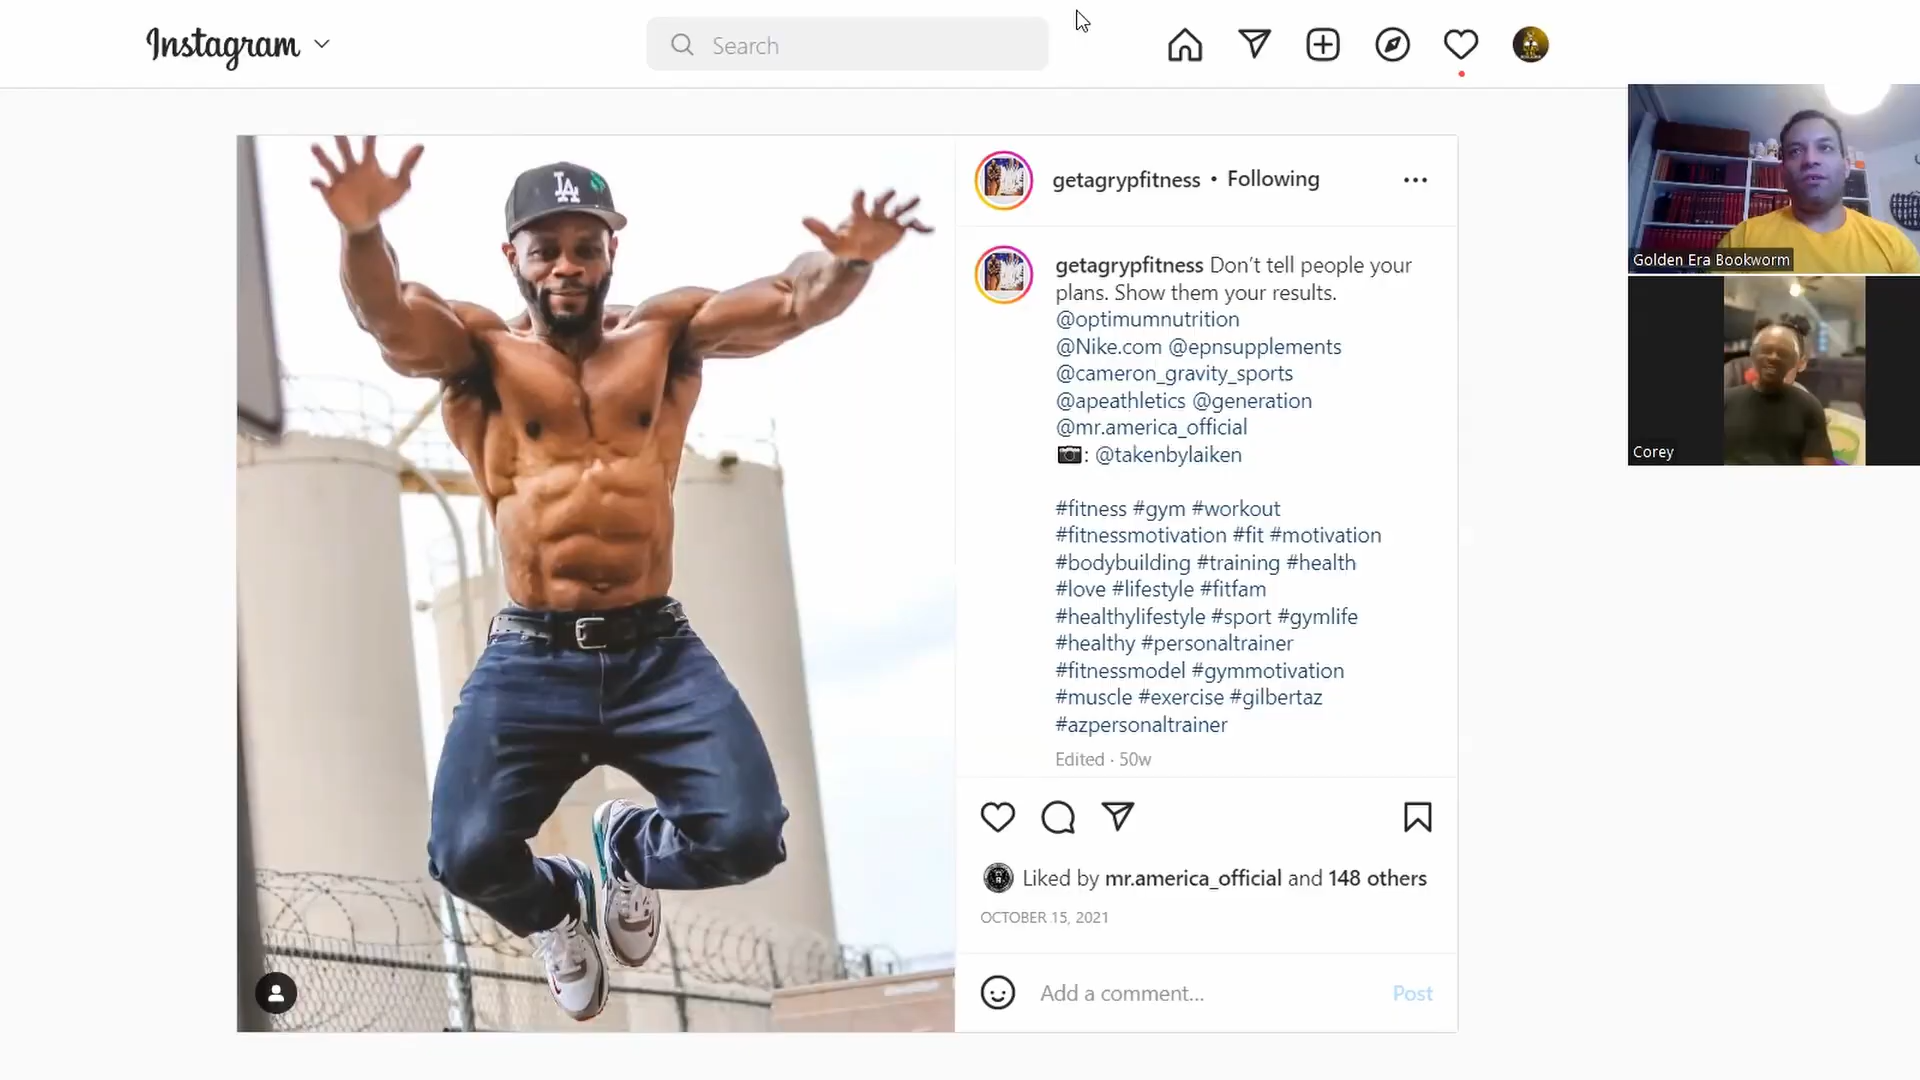 Instagram
Search
getagrypfitness • Following
getagrypfitness Don’t tell people your
plans. Show them your results.
@optimumnutrition
@Nike.com @epnsupplements
@cameron_gravity_sports
@apeathletics @generation
@mr.america_official
: @takenbylaiken
#fitness #gym #workout
#fitnessmotivation #fit #motivation
#bodybuilding #training #health
#love #lifestyle #fitfam
#healthylifestyle #sport #gymlife
#healthy #personaltrainer
#fitnessmodel #gymmotivation
#muscle #exercise #gilbertaz
#azpersonaltrainer
Edited · 50w
Liked by mr.america_official and 148 others
OCTOBER 15, 2021
Add a comment...
Post
LA
Golden Era Bookworm
Corey